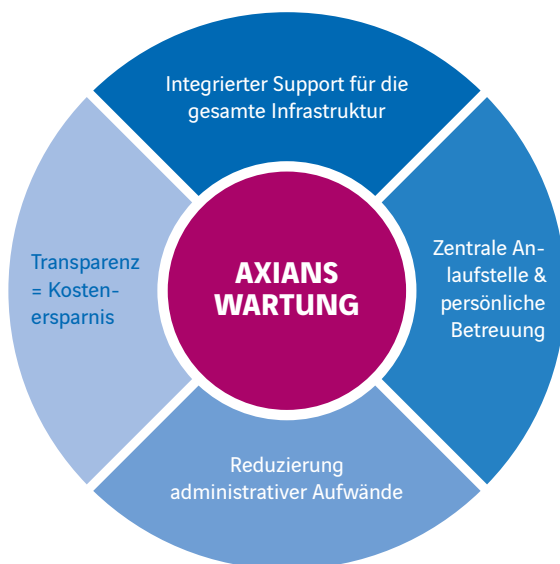 Integrierter Support für die
gesamte Infrastruktur
Transparenz
= Kosten-
ersparnis
AXIANS
WARTUNG
Zentrale An-
laufstelle &
persönliche
Betreuung
Reduzierung
administrativer Aufwände